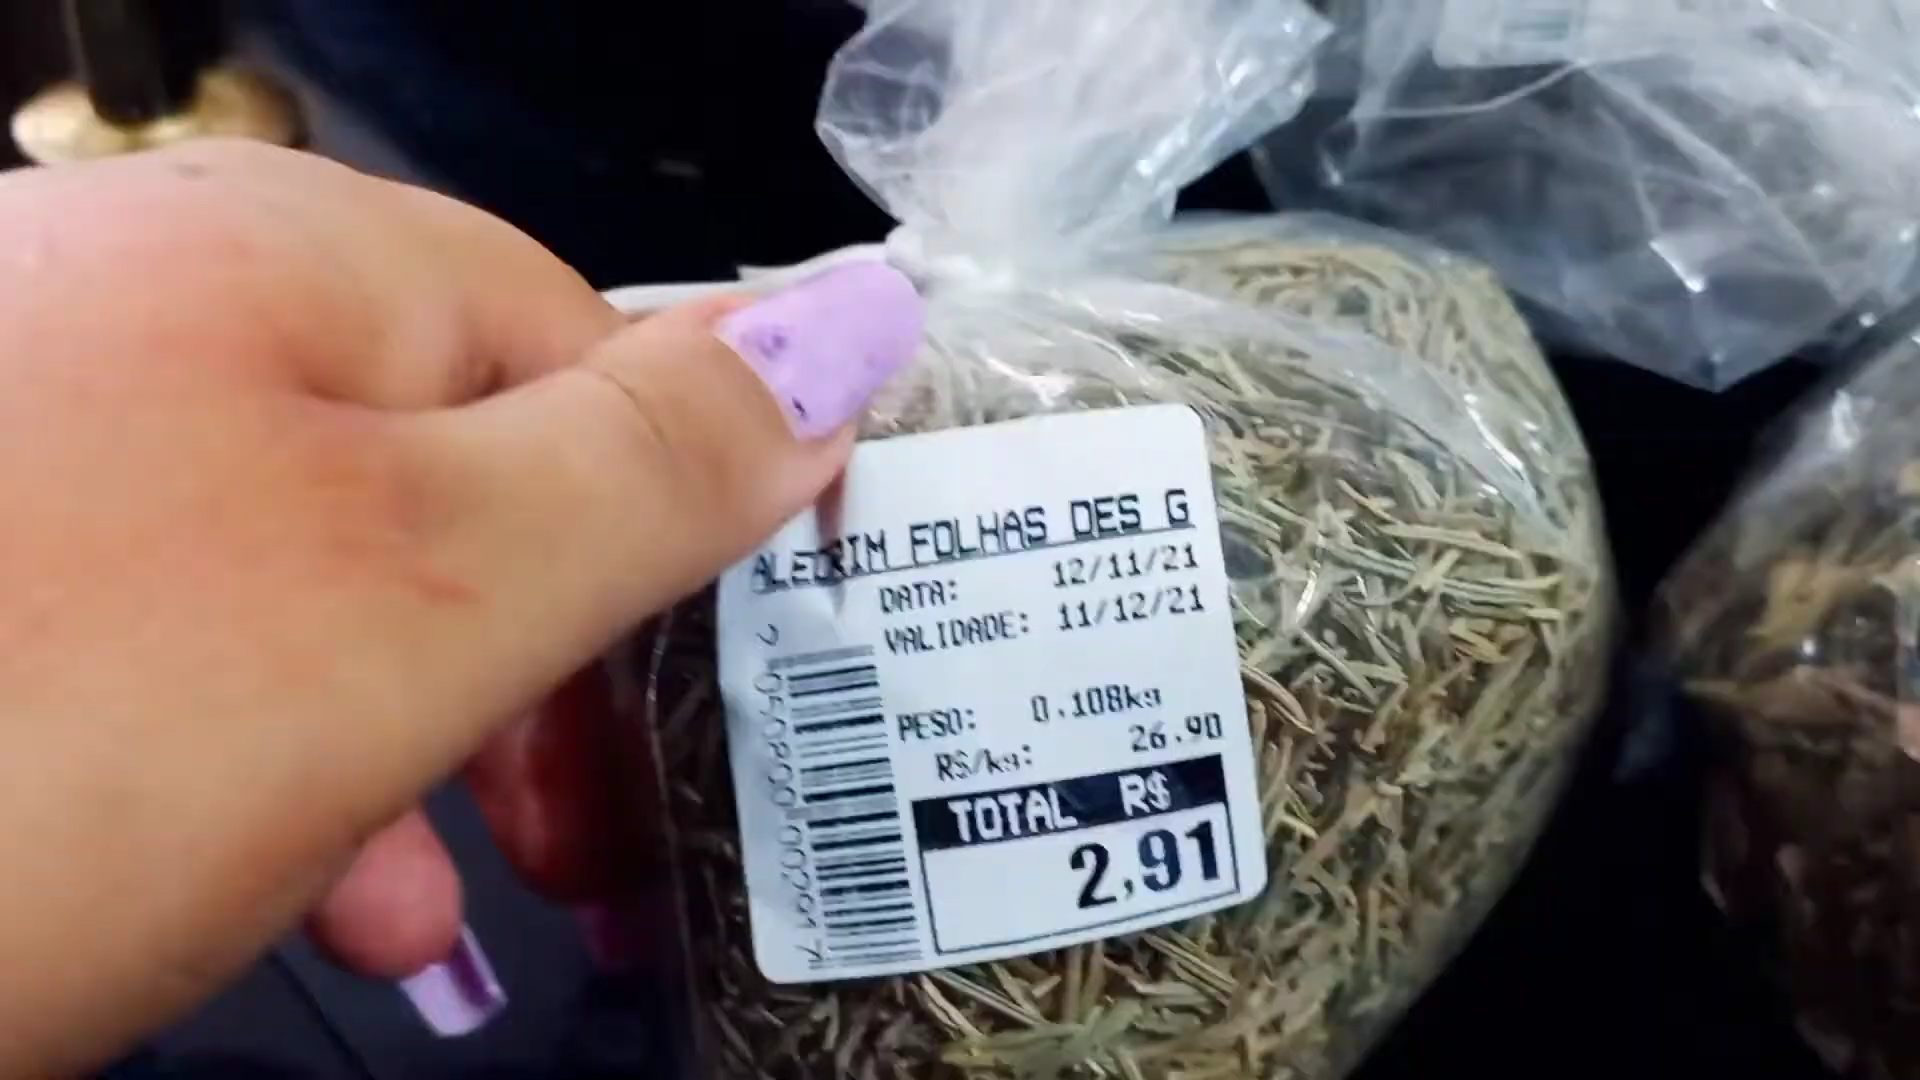 ALECRIM FOLHAS DES G
DATA: 12/11/21
VALIDADE: 11/12/21
PESO: 0.108kg
R$/kg: 26.90
TOTAL R$
2,91